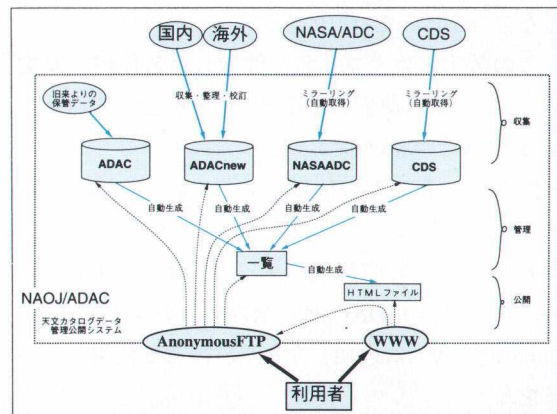 国内
海外
NASA/ADC
CDS
旧来よりの
保管データ
収集・整理・校訂
ミラーリング
(自動取得)
ミラーリング
(自動取得)
収集
ADAC
ADACnew
NASAADC
CDS
自動生成
自動生成
自動生成
自動生成
管理
一覧
自動生成
HTMLファイル
公開
NAOJ/ADAC
天文カタログデータ
管理公開システム
AnonymousFTP
WWW
利用者